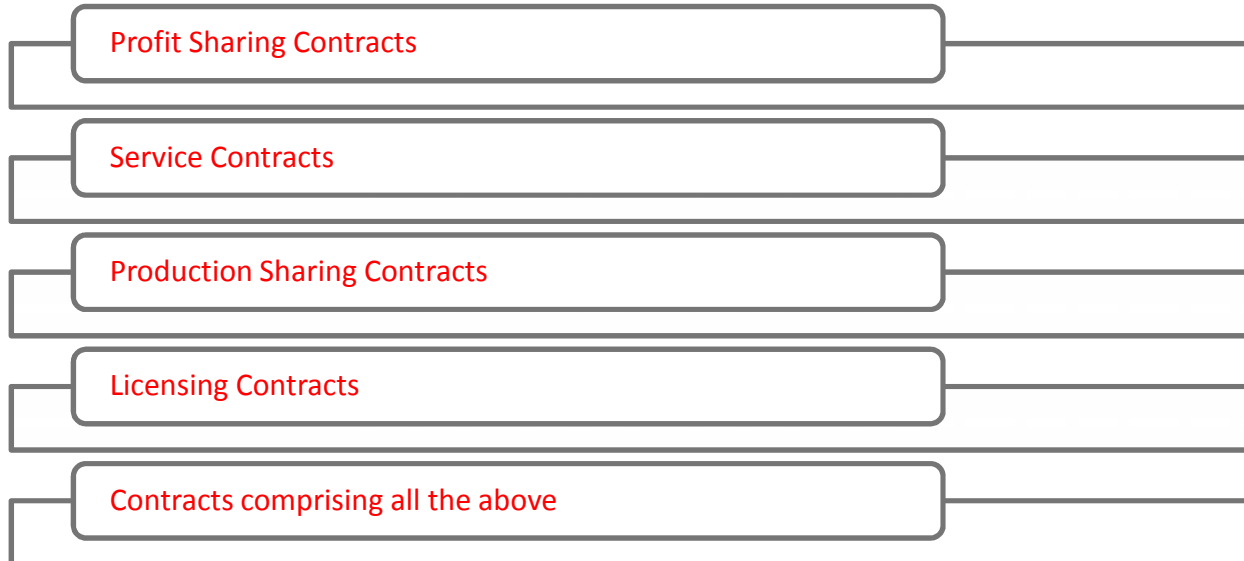 Profit Sharing Contracts
Service Contracts
Production Sharing Contracts
Licensing Contracts
Contracts comprising all the above